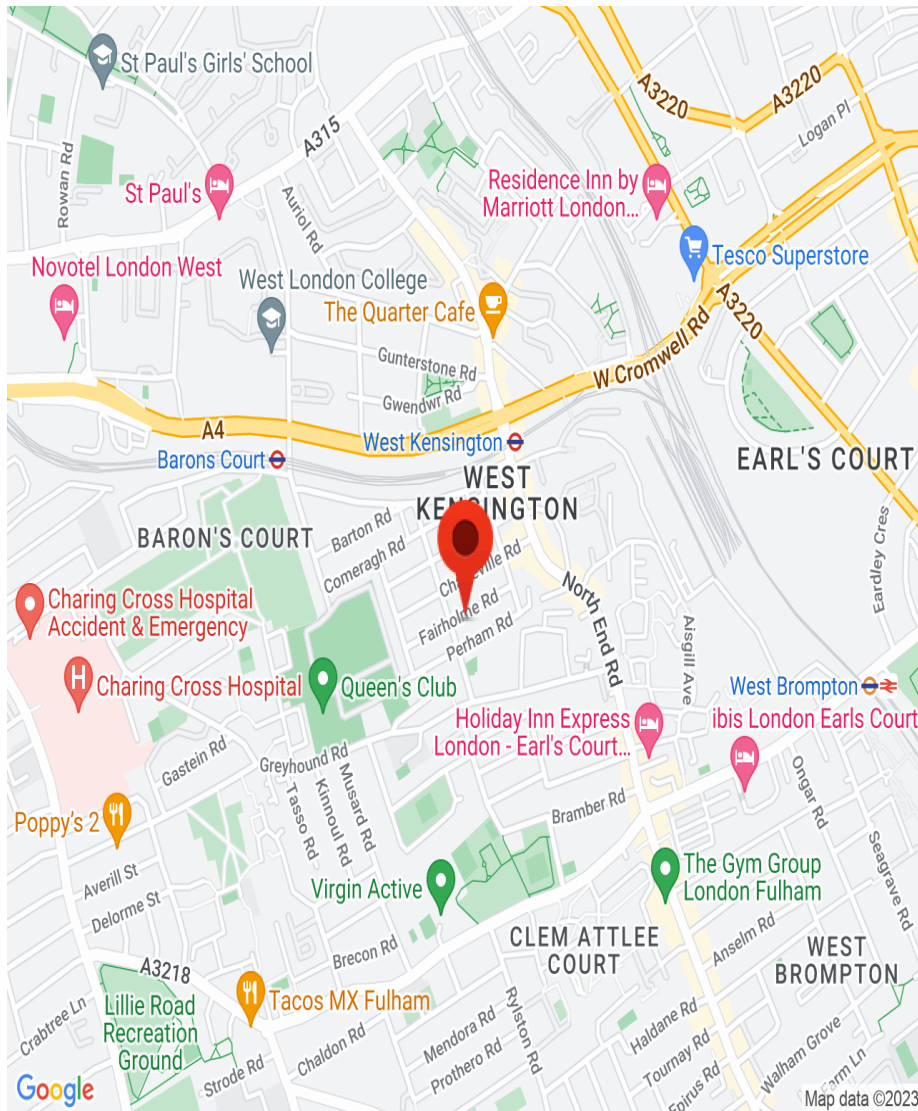 St Paul's Girls' School
A3220
A3220
Logan Pl
A315
Rowan Rd
St Paul's
Auriol Rd
Residence Inn by
Marriott London...
Tesco Superstore
Novotel London West
West London College
The Quarter Cafe
A3220
Gunterstone Rd
W Cromwell Rd
Gwendwr Rd
A4
West Kensington
Barons Court
EARL'S COURT
WEST
KENSINGTON
Barton Rd
BARON'S COURT
Comeragh Rd
Eardley Cres
Charing Cross Hospital
Accident & Emergency
North End Rd
Fairholme Rd
Perham Rd
Aisgill Ave
H
Charing Cross Hospital
Queen's Club
West Brompton
Holiday Inn Express
London - Earl's Court...
ibis London Earls Court
Gastein Rd
Greyhound Rd
Musard Rd
Kinnoul Rd
Tasso Rd
Ongar Rd
Bramber Rd
Poppy's 2
Seagrave Rd
Averill St
Virgin Active
The Gym Group
London Fulham
Delorme St
Brecon Rd
CLEM ATTLEE
COURT
Anselm Rd
WEST
BROMPTON
A3218
Tacos MX Fulham
Crabtree Ln
Lillie Road
Recreation
Ground
Rylston Rd
Mendora Rd
Haldane Rd
Chaldon Rd
Prothero Rd
Tournay Rd
Walham Grove
Strode Rd
Epirus Rd
Farm Ln
Google
Map data ©2023